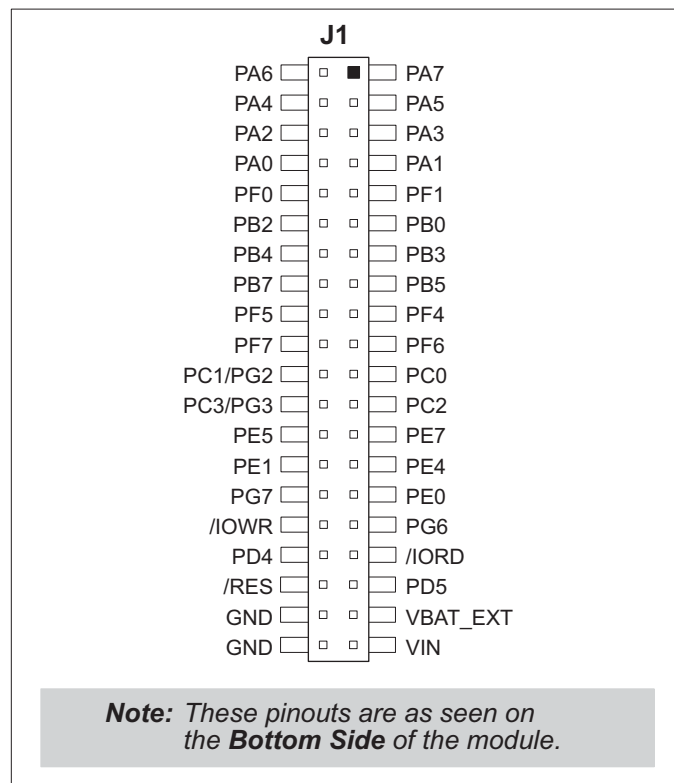 J1
PA6 PA7
PA4 PA5
PA2 PA3
PA0 PA1
PF0 PF1
PB2 PB0
PB4 PB3
PB7 PB5
PF5 PF4
PF7 PF6
PC1/PG2 PC0
PC3/PG3 PC2
PE5 PE7
PE1 PE4
PG7 PE0
/IOWR PG6
PD4 /IORD
/RES PD5
GND VBAT_EXT
GND VIN
Note: These pinouts are as seen on
the Bottom Side of the module.